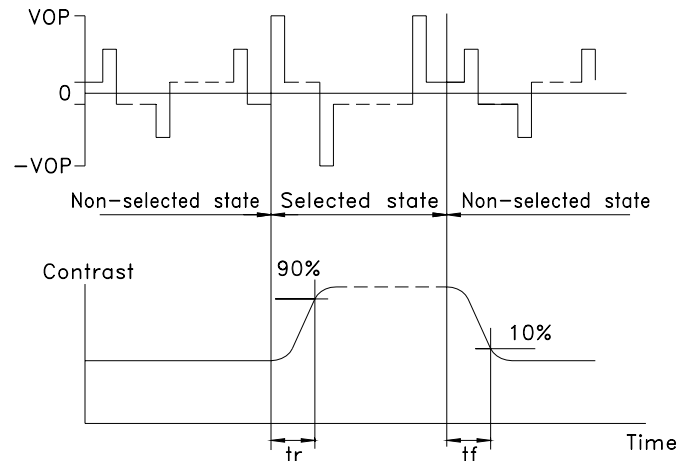 VOP
0
-VOP
Non-selected state
Selected state
Non-selected state
Contrast
90%
10%
Time
tr
tf